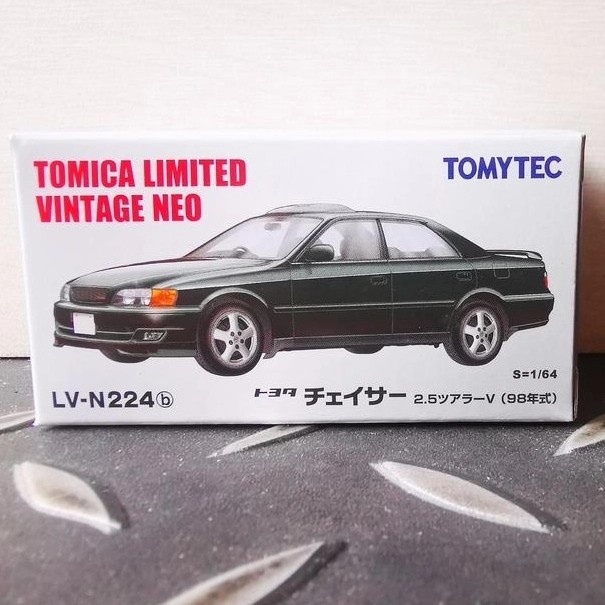 TOMICA LIMITED
VINTAGE NEO
TOMYTEC
S=1/64
LV-N224ⓑ
トヨタ チェイサー 2.5ツアラーV (98年式)